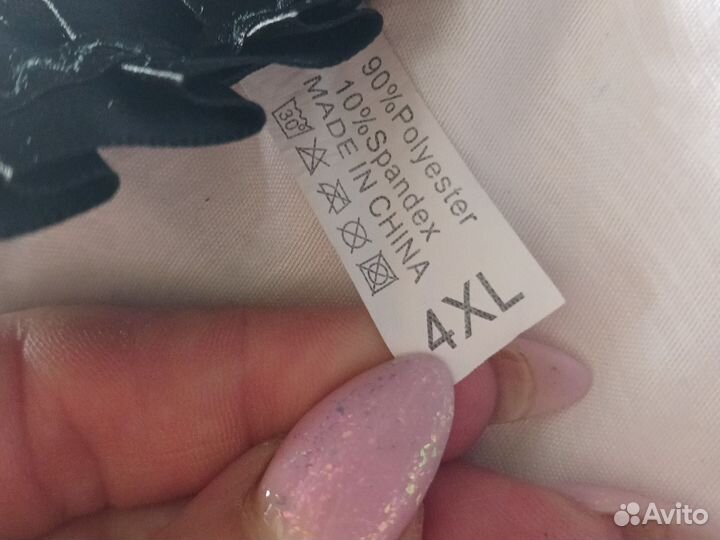 90%Polyester
10%Spandex
MADE IN CHINA
30°
4XL
Avito